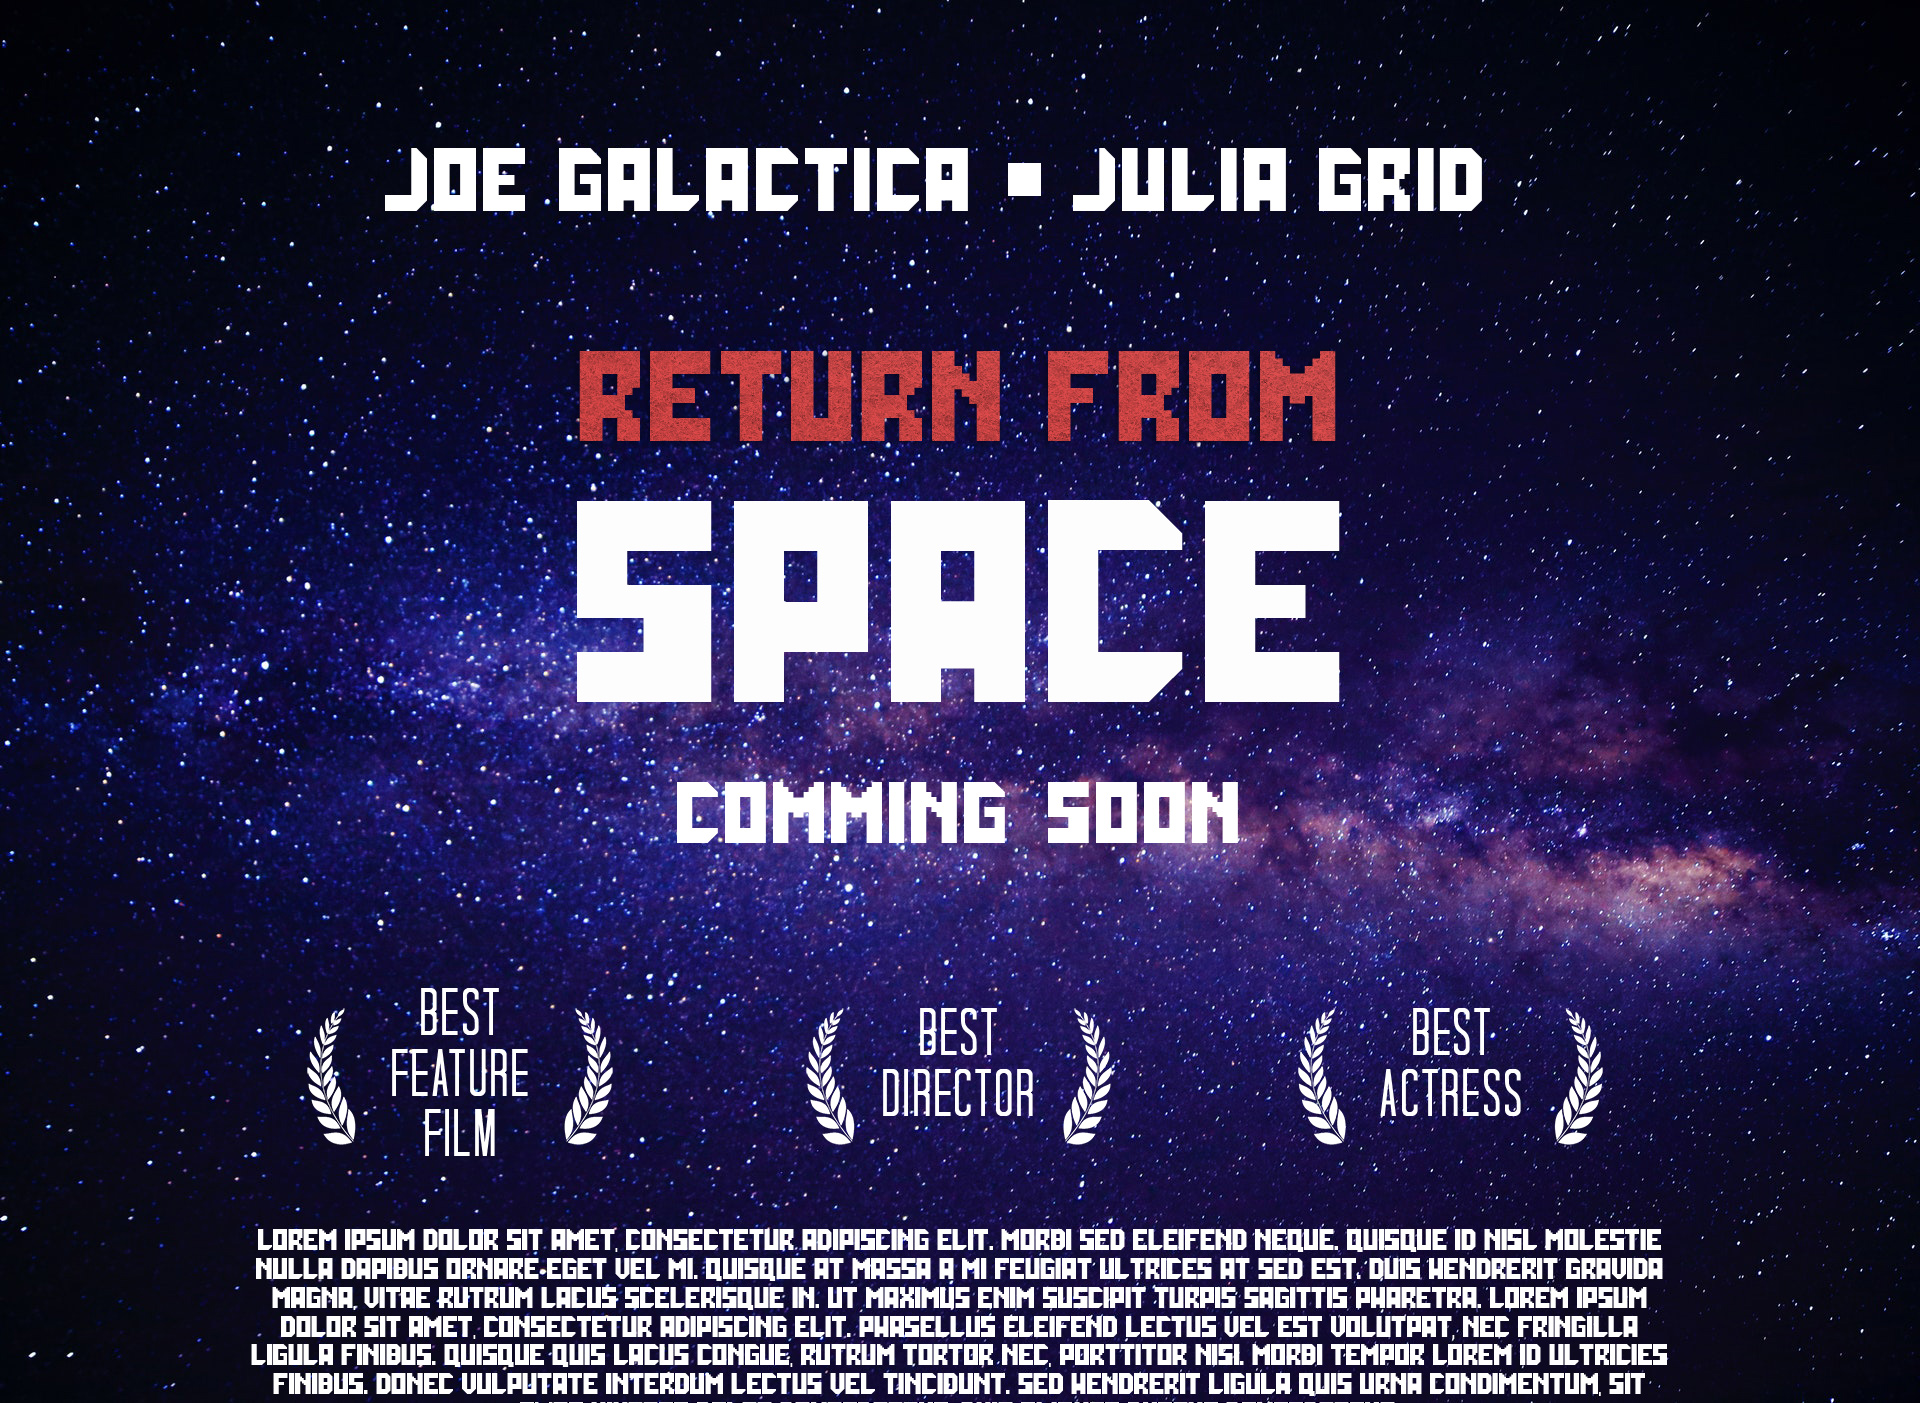 JOE GALACTICA ▪ JULIA GRID
RETURN FROM
SPACE
COMMING SOON
BEST
FEATURE
FILM
BEST
DIRECTOR
BEST
ACTRESS
LOREM IPSUM DOLOR SIT AMET, CONSECTETUR ADIPISCING ELIT. MORBI SED ELEIFEND NEQUE. QUISQUE ID NISL MOLESTIE
NULLA DAPIBUS ORNARE EGET VEL MI. QUISQUE AT MASSA A MI FEUGIAT ULTRICES AT SED EST. DUIS HENDRERIT GRAVIDA
MAGNA, VITAE RUTRUM LACUS SCELERISQUE IN. UT MAXIMUS ENIM SUSCIPIT TURPIS SAGITTIS PHARETRA. LOREM IPSUM
DOLOR SIT AMET, CONSECTETUR ADIPISCING ELIT. PHASELLUS ELEIFEND LECTUS VEL EST VOLUTPAT, NEC FRINGILLA
LIGULA FINIBUS. QUISQUE QUIS LACUS CONGUE, RUTRUM TORTOR NEC, PORTTITOR NISI. MORBI TEMPOR LOREM ID ULTRICIES
FINIBUS. DONEC VULPUTATE INTERDUM LECTUS VEL TINCIDUNT. SED HENDRERIT LIGULA QUIS URNA CONDIMENTUM, SIT